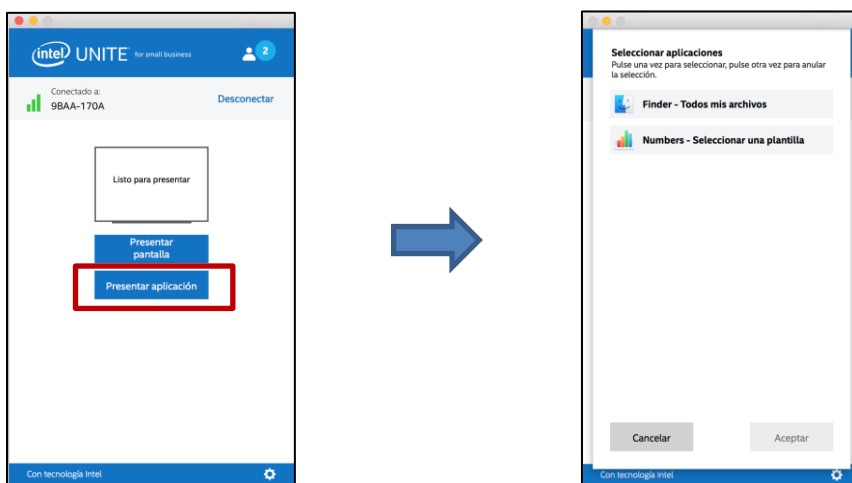 intel UNITE for small business
2
Conectado a:
9BAA-170A
Desconectar
Listo para presentar
Presentar
pantalla
Presentar aplicación
Con tecnología Intel
Seleccionar aplicaciones
Pulse una vez para seleccionar, pulse otra vez para anular
la selección.
Finder - Todos mis archivos
Numbers - Seleccionar una plantilla
Cancelar
Aceptar
Con tecnología Intel